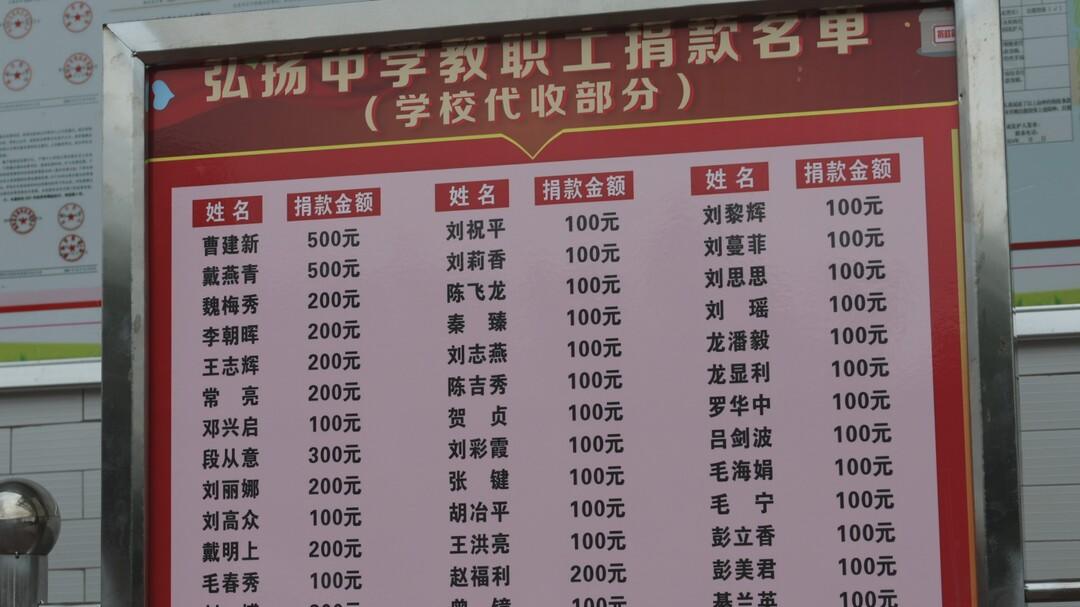 弘扬中学教职工捐款名单
（学校代收部分）
姓名 捐款金额 姓名 捐款金额 姓名 捐款金额
曹建新 500元 刘祝平 100元 刘黎辉 100元
戴燕青 500元 刘莉香 100元 刘蔓菲 100元
魏梅秀 200元 陈飞龙 100元 刘思思 100元
李朝晖 200元 秦臻 100元 刘瑶 100元
王志辉 200元 刘志燕 100元 龙潘毅 100元
常亮 200元 陈吉秀 100元 龙显利 100元
邓兴启 100元 贺贞 100元 罗华中 100元
段从意 300元 刘彩霞 100元 吕剑波 100元
刘丽娜 200元 张键 100元 毛海娟 100元
刘高众 100元 胡冶平 100元 毛宁 100元
戴明上 200元 王洪亮 100元 彭立香 100元
毛春秀 100元 赵福利 200元 彭美君 100元
曾镜 100元 綦兰英 100元